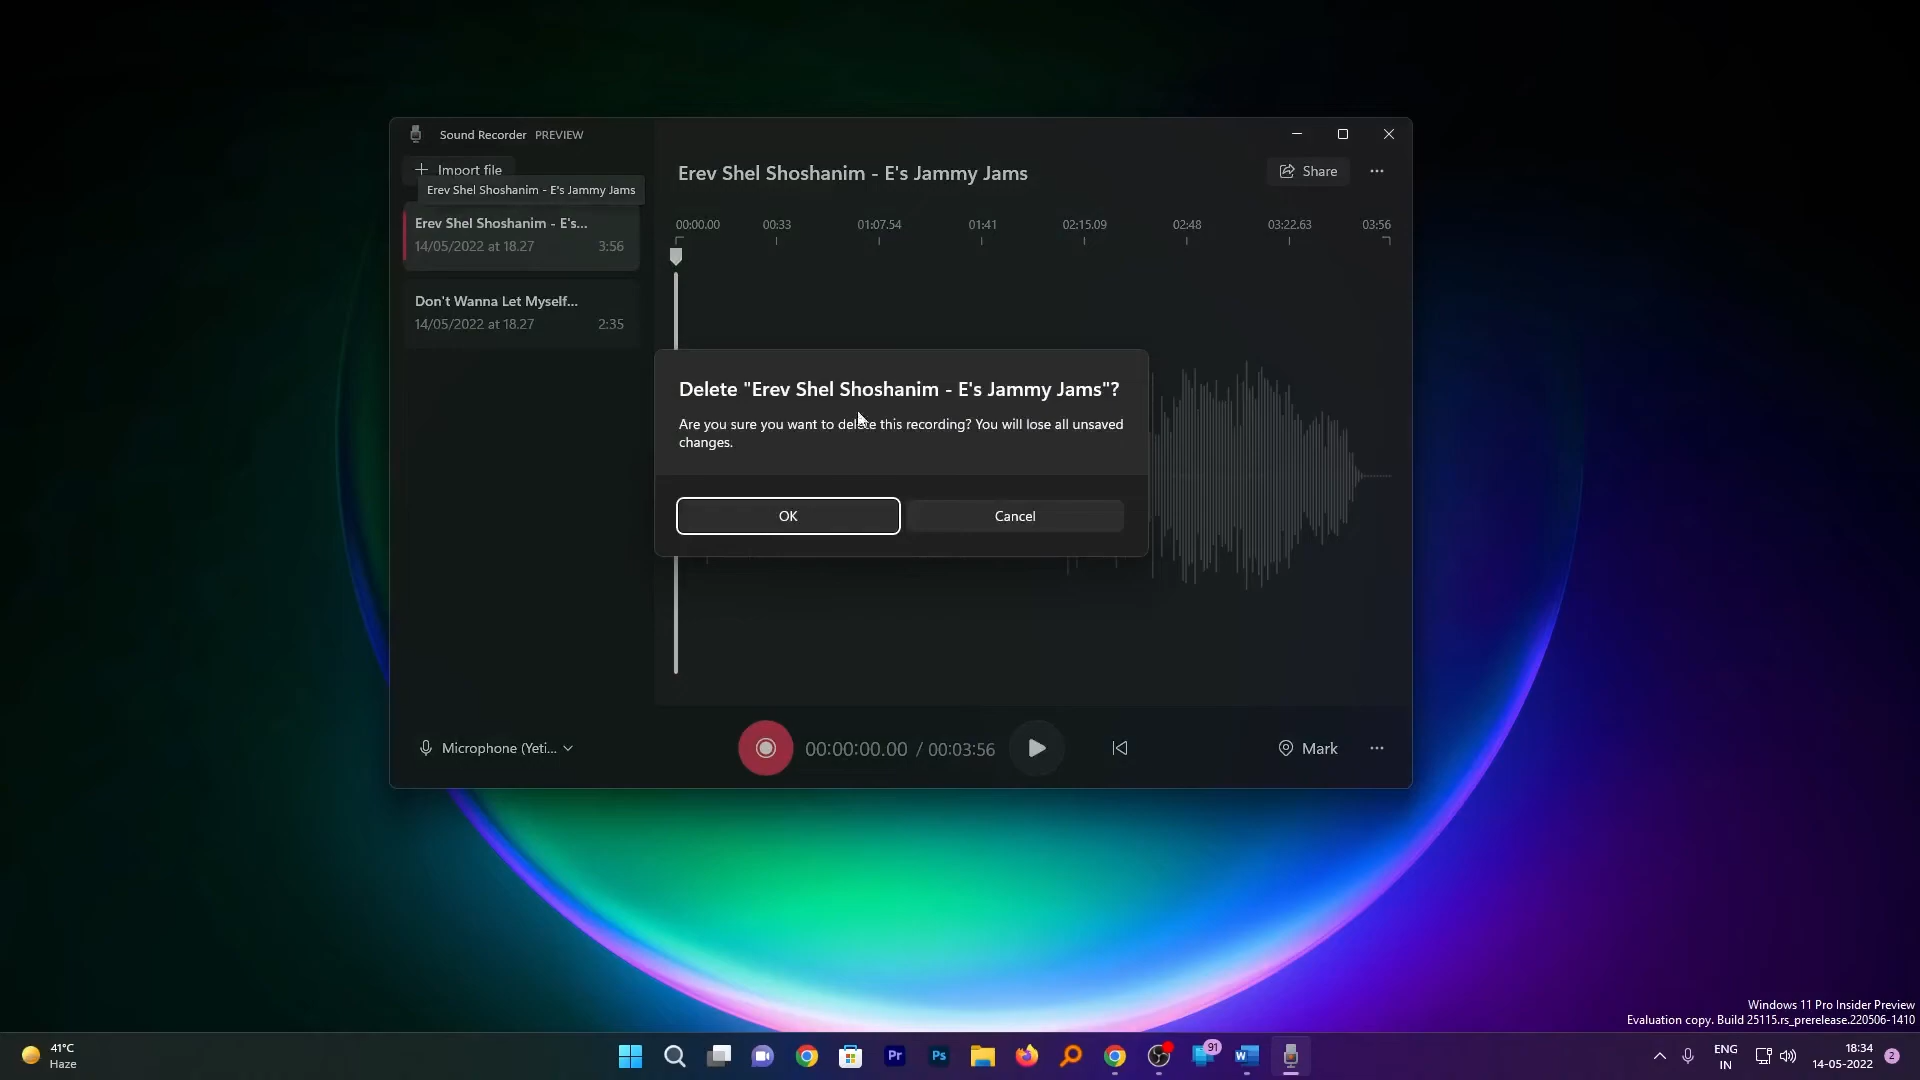 Sound Recorder PREVIEW
Import file
Erev Shel Shoshanim - E's Jammy Jams
Erev Shel Shoshanim - E's...
14/05/2022 at 18.27 3:56
Don't Wanna Let Myself...
14/05/2022 at 18.27 2:35
Erev Shel Shoshanim - E's Jammy Jams
Share
00:00.00 00:33 01:07.54 01:41 02:15.09 02:48 03:22.63 03:56
Delete "Erev Shel Shoshanim - E's Jammy Jams"?
Are you sure you want to delete this recording? You will lose all unsaved
changes.
OK Cancel
Microphone (Yeti... 00:00:00.00 / 00:03:56 Mark
Windows 11 Pro Insider Preview
Evaluation copy. Build 25115.rs_prerelease.220506-1410
41°C
Haze
Pr
Ps
91
W
ENG
IN
18:34
14-05-2022
2